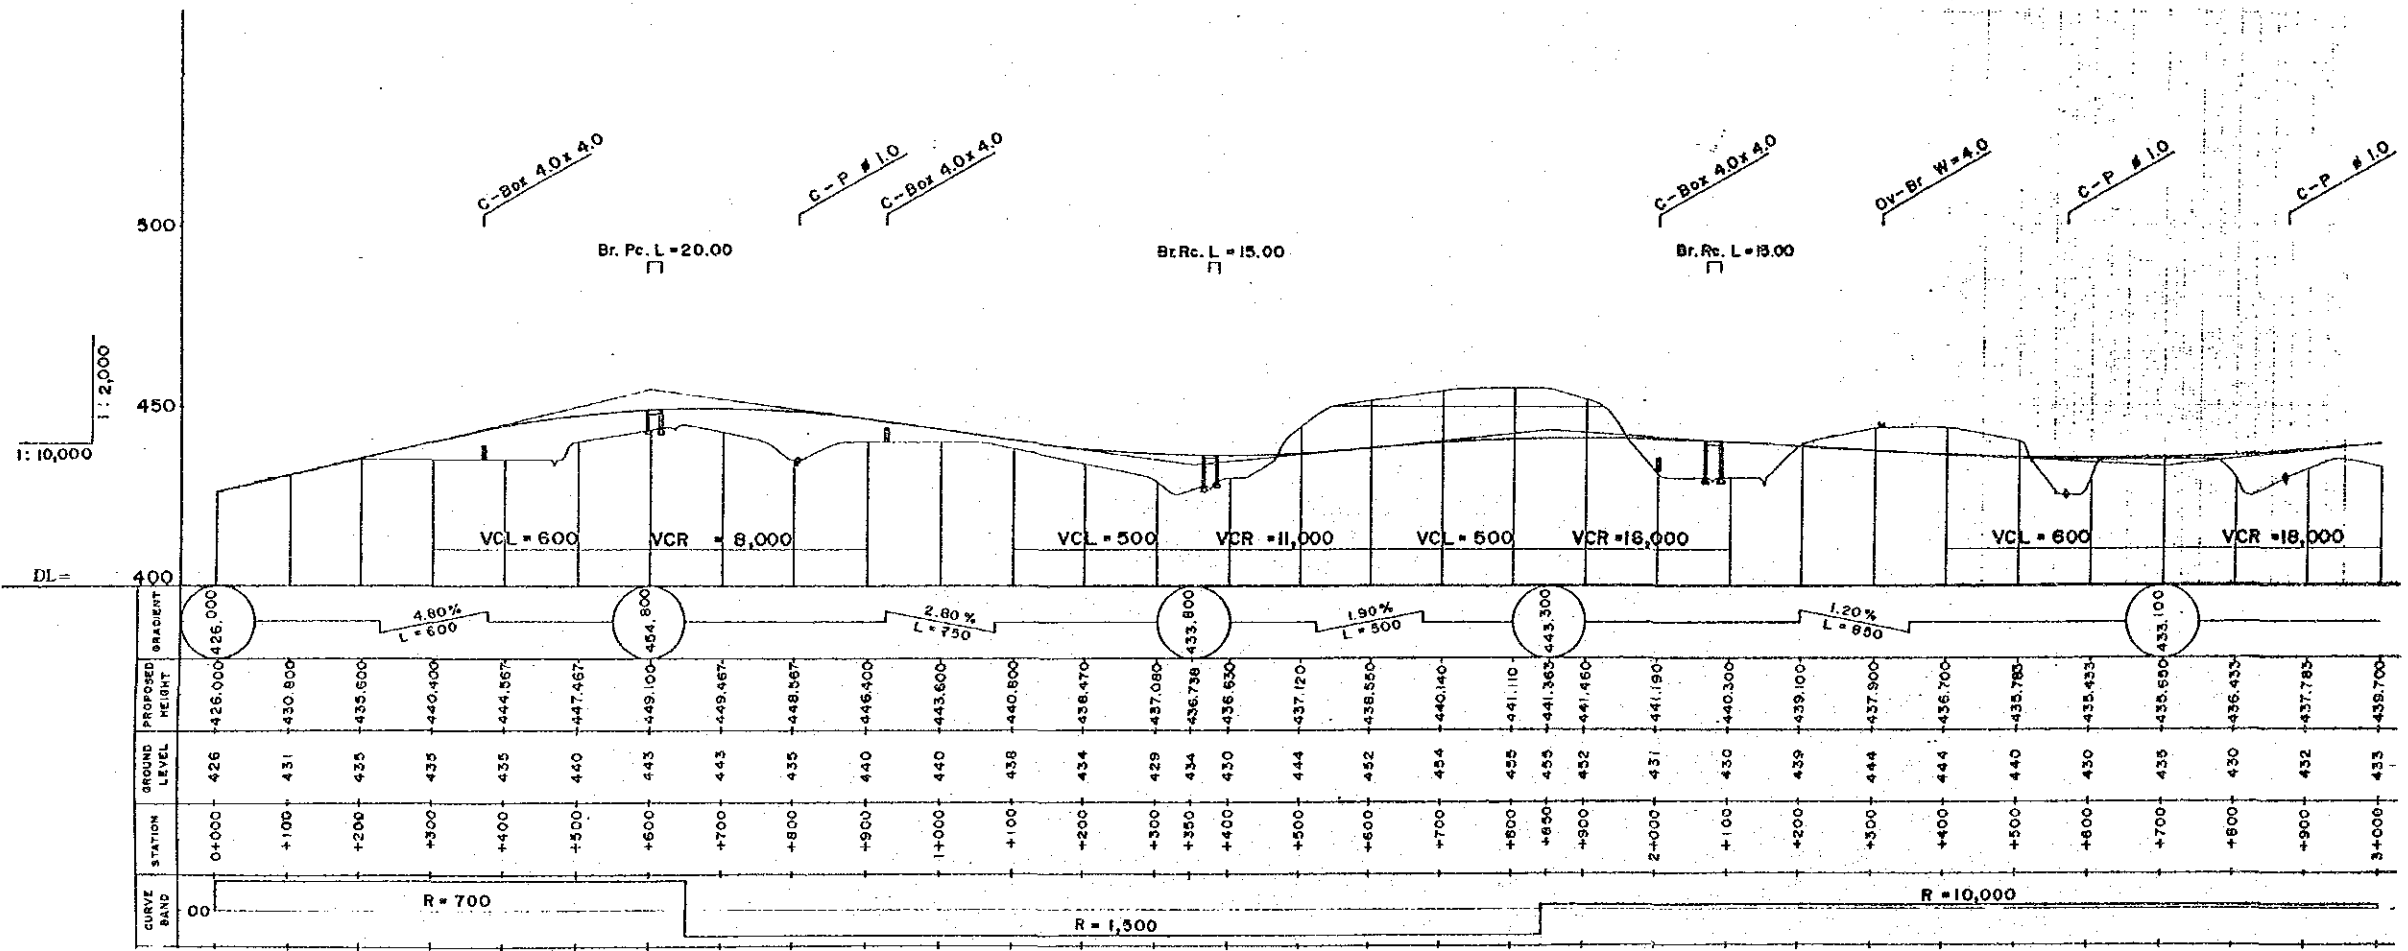 C-Box 4.0x4.0
C-P ø 1.0
C-Box 4.0x4.0
C-Box 4.0x4.0
Ov-Br W=4.0
C-P ø 1.0
C-P ø 1.0
500
Br. Pc. L=20.00
Br.Rc. L=15.00
Br.Rc. L=15.00
450
1:2,000
1:10,000
VCL=600 VCR=8,000
VCL=500 VCR=11,000
VCL=500 VCR=16,000
VCL=600 VCR=18,000
DL= 400
GRADIENT
426.000
4.80%
L=600
454.800
2.80%
L=750
433.800
1.90%
L=500
443.300
1.20%
L=850
433.100
PROPOSED HEIGHT
426.000 430.800 435.600 440.400 444.567 447.467 449.100 449.467 448.567 446.400 443.600 440.800 438.470 437.080 436.738 436.630 437.120 438.550 440.140 441.110 441.363 441.460 441.190 440.300 439.100 437.900 436.700 435.783 435.433 435.650 436.433 437.783 439.700
GROUND LEVEL
426 431 435 435 435 440 443 443 435 440 440 438 434 429 434 430 444 452 454 455 455 452 431 430 439 444 444 440 430 435 430 432 433
STATION
0+000 +100 +200 +300 +400 +500 +600 +700 +800 +900 1+000 +100 +200 +300 +350 +400 +500 +600 +700 +800 +850 +900 2+000 +100 +200 +300 +400 +500 +600 +700 +800 +900 3+000
CURVE BAND
00
R=700
R=1,500
R=10,000